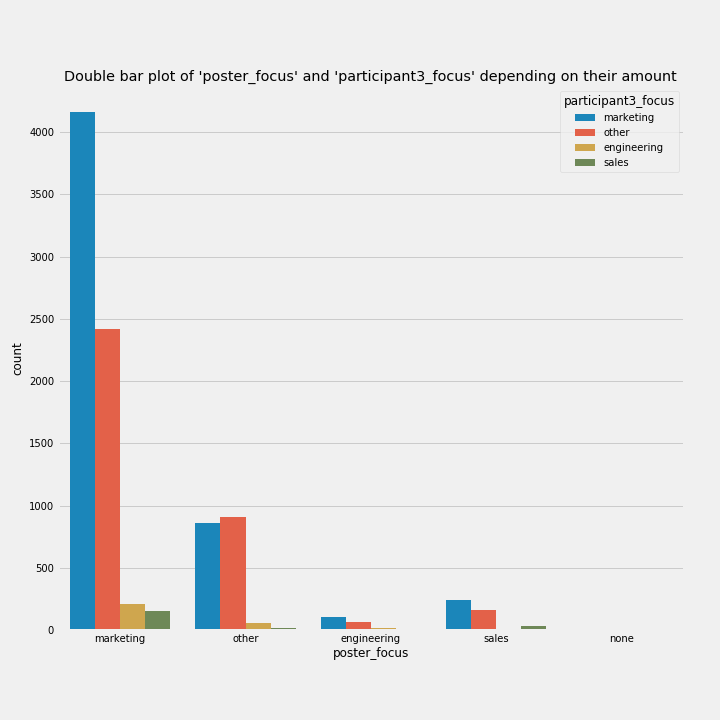 Double bar plot of 'poster_focus' and 'participant3_focus' depending on their amount
participant3_focus
marketing
other
engineering
sales
4000
3500
3000
2500
2000
1500
1000
500
0
count
marketing other engineering sales none
poster_focus